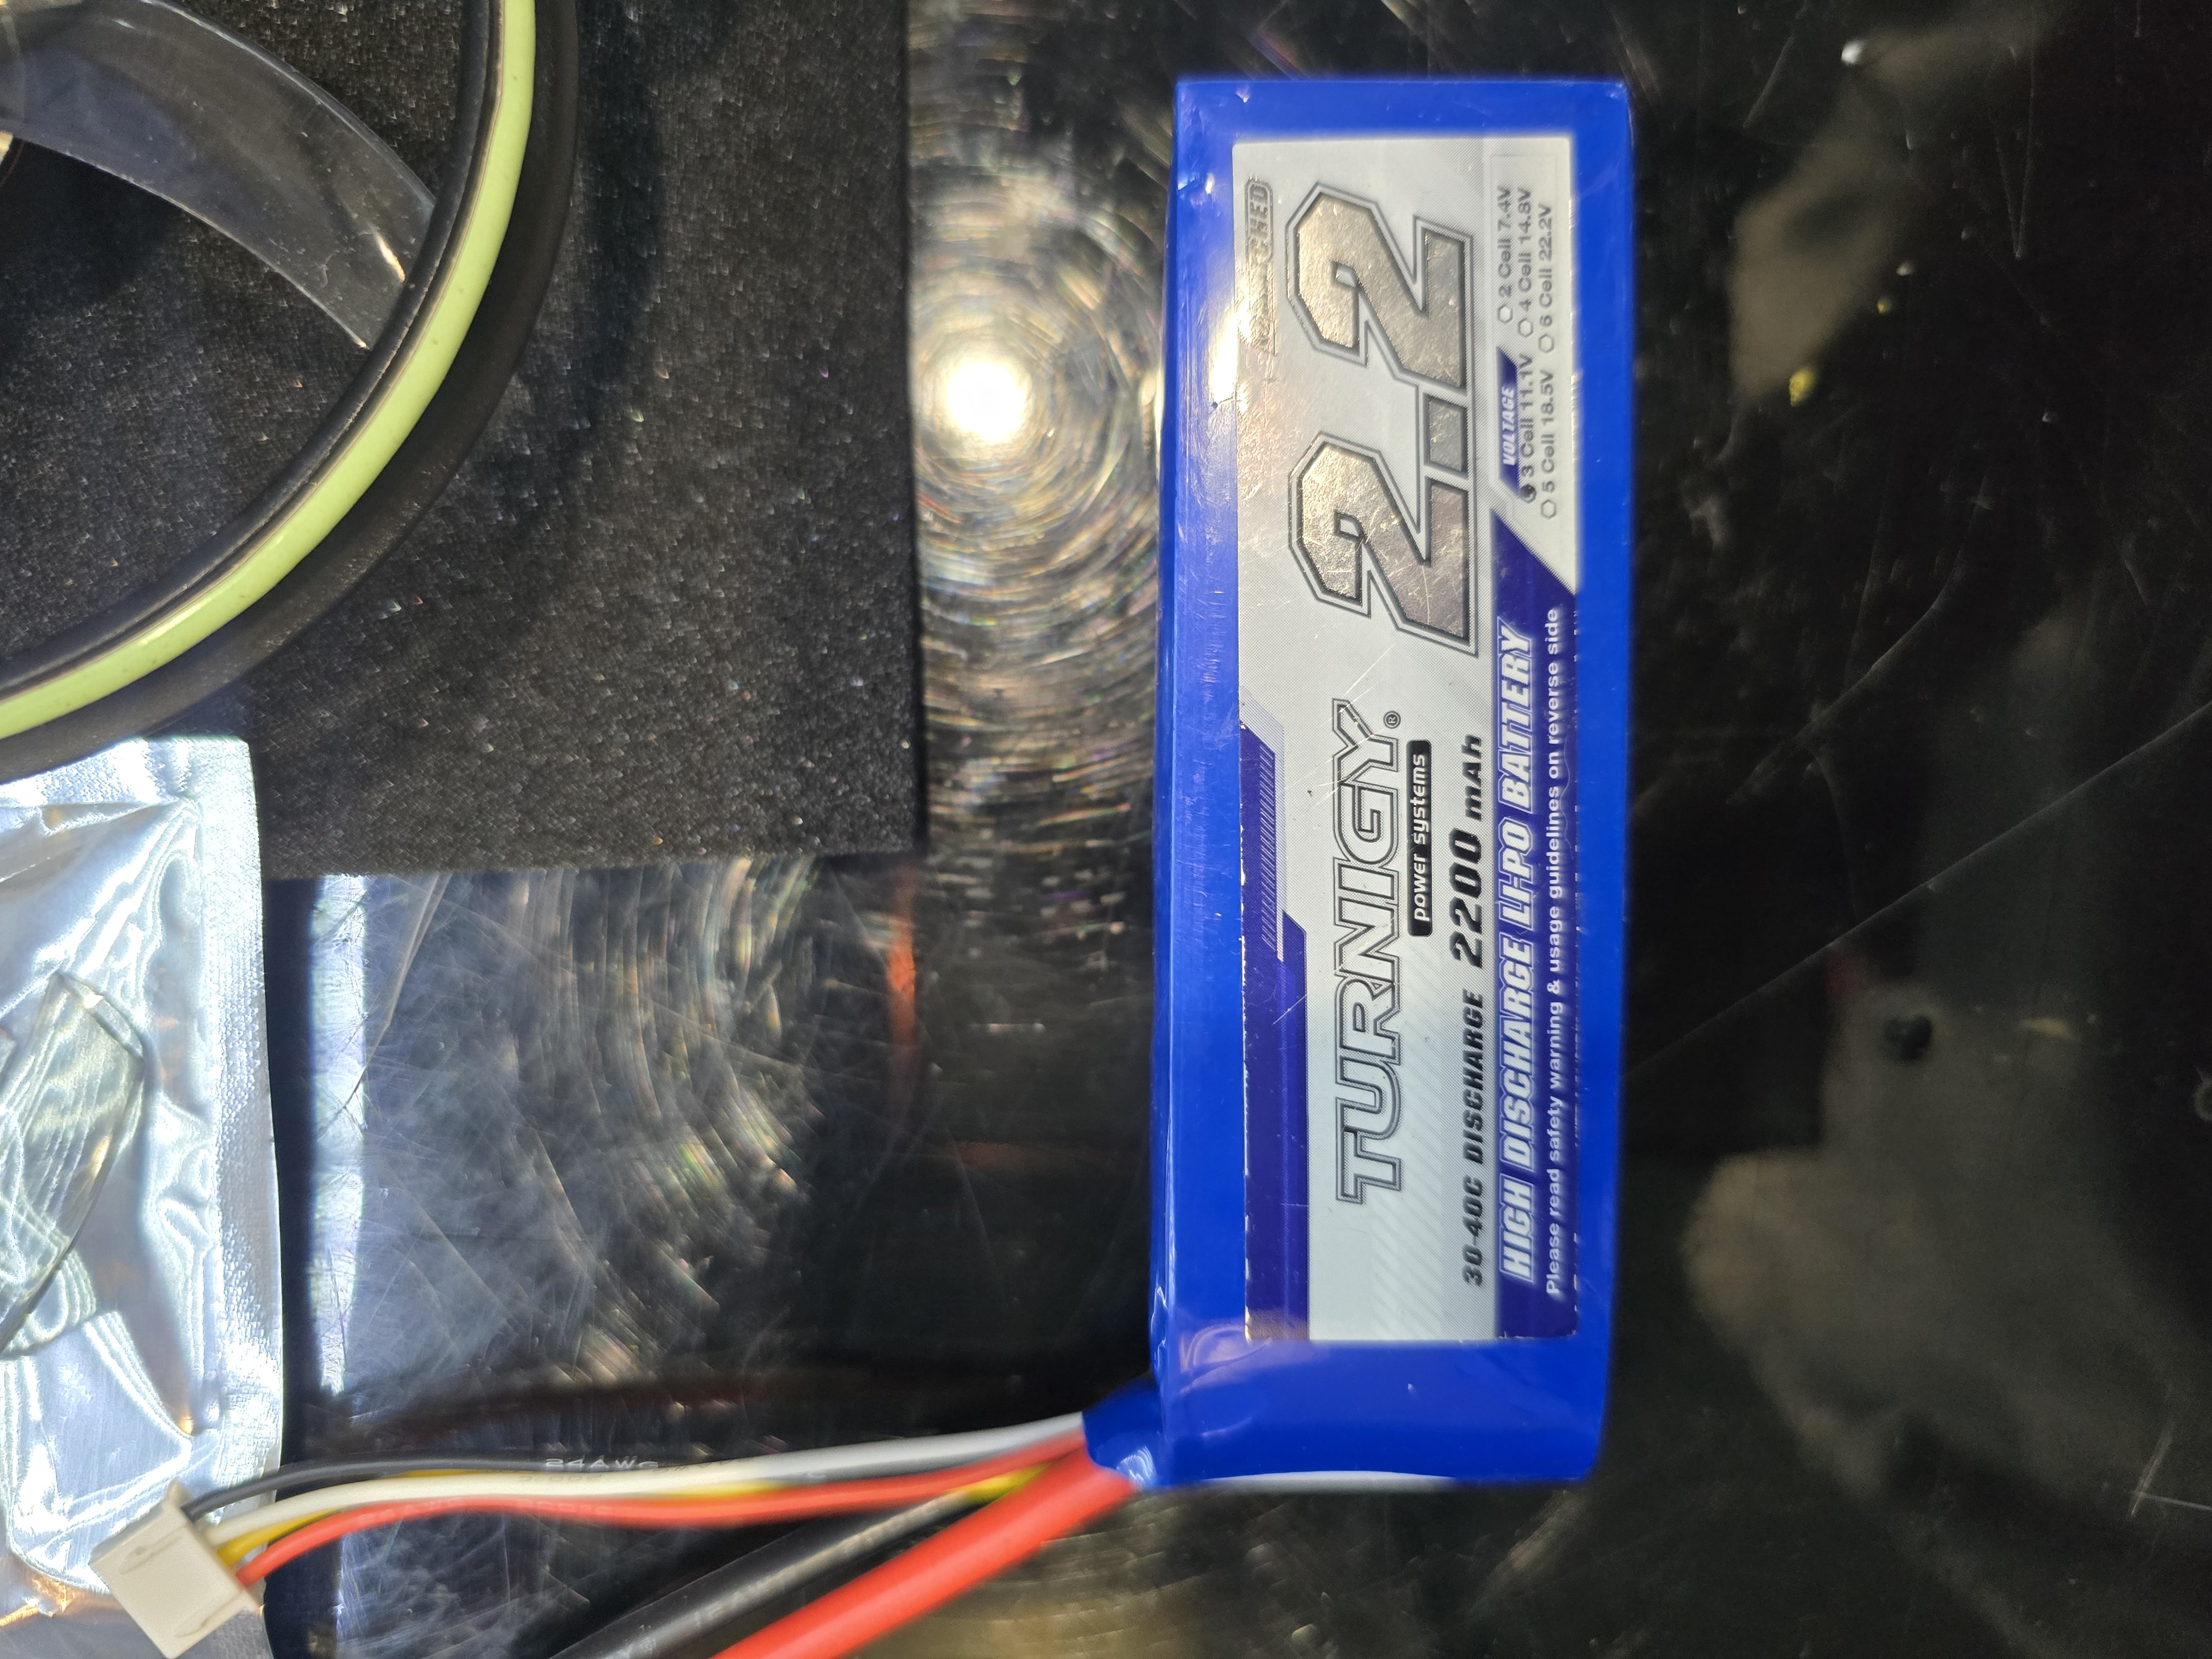 2.2
TURNIGY®
power systems
30-40C DISCHARGE 2200 mAh
HIGH DISCHARGE LI-PO BATTERY
Please read safety warning & usage guidelines on reverse side
VOLTAGE
2 Cell 7.4V
3 Cell 11.1V
4 Cell 14.8V
5 Cell 18.5V
6 Cell 22.2V
24AWG